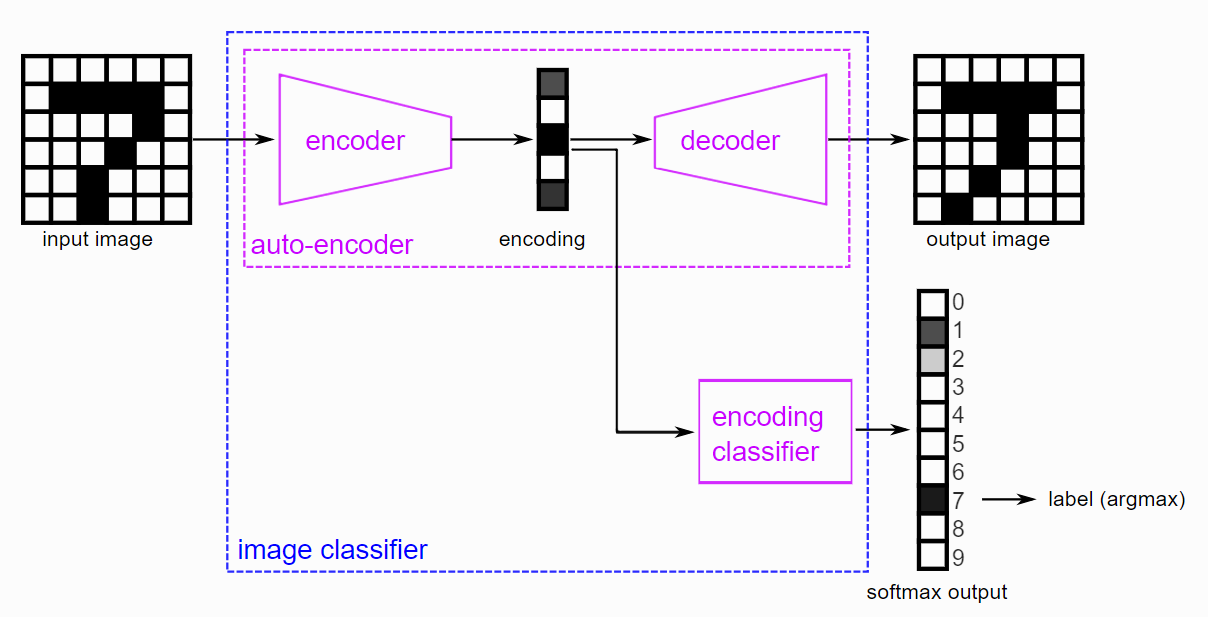 encoder
decoder
input image
auto-encoder
encoding
output image
0
1
2
3
4
5
6
7
8
9
encoding
classifier
label (argmax)
image classifier
softmax output